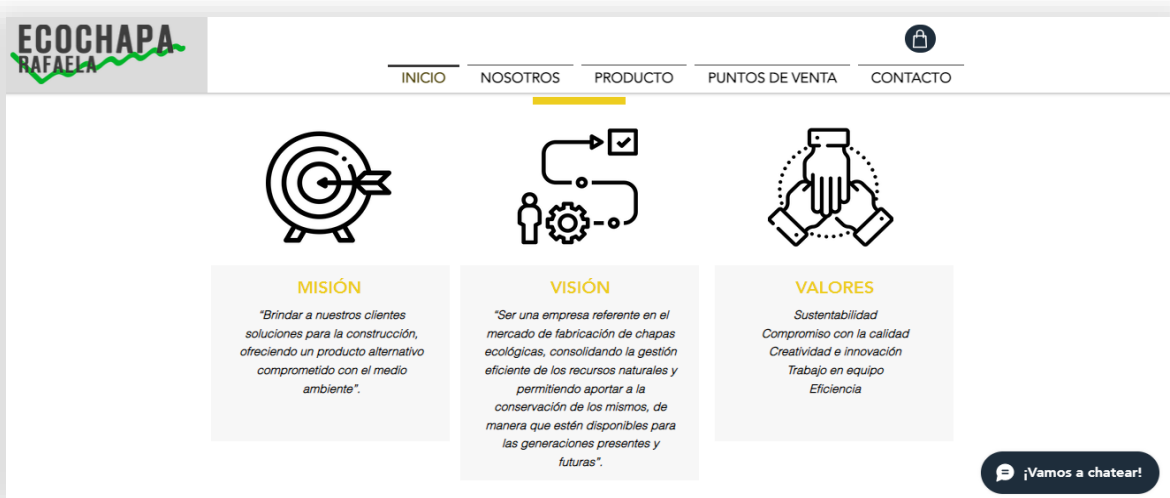 ECOCHAPA
RAFAELA
INICIO NOSOTROS PRODUCTO PUNTOS DE VENTA CONTACTO
MISIÓN
“Brindar a nuestros clientes
soluciones para la construcción,
ofreciendo un producto alternativo
comprometido con el medio
ambiente”.
VISIÓN
“Ser una empresa referente en el
mercado de fabricación de chapas
ecológicas, consolidando la gestión
eficiente de los recursos naturales y
permitiendo aportar a la
conservación de los mismos, de
manera que estén disponibles para
las generaciones presentes y
futuras”.
VALORES
Sustentabilidad
Compromiso con la calidad
Creatividad e innovación
Trabajo en equipo
Eficiencia
¡Vamos a chatear!